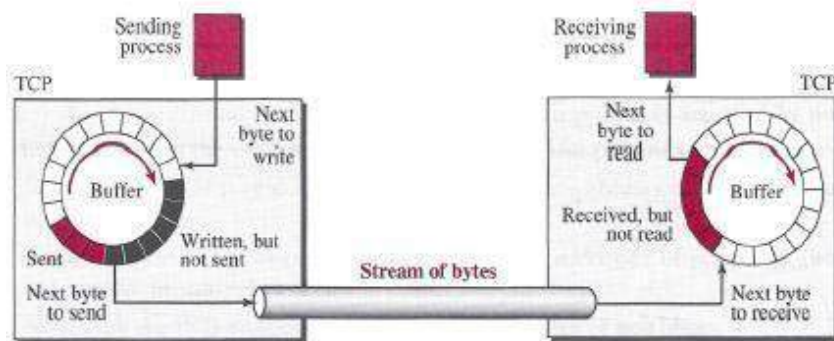 Sending
process
Receiving
process
TCP
TCP
Next
byte to
write
Next
byte to
read
Buffer
Buffer
Written, but
not sent
Received, but
not read
Sent
Stream of bytes
Next byte
to send
Next byte
to receive